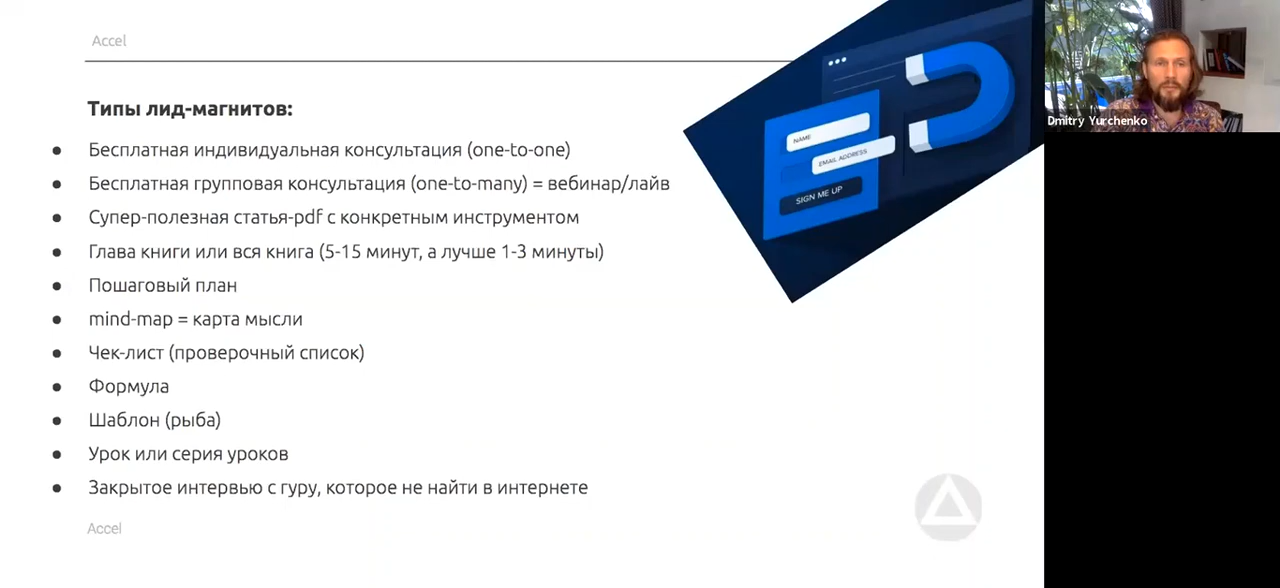 Accel
Типы лид-магнитов:
● Бесплатная индивидуальная консультация (one-to-one)
● Бесплатная групповая консультация (one-to-many) = вебинар/лайв
● Супер-полезная статья-pdf с конкретным инструментом
● Глава книги или вся книга (5-15 минут, а лучше 1-3 минуты)
● Пошаговый план
● mind-map = карта мысли
● Чек-лист (проверочный список)
● Формула
● Шаблон (рыба)
● Урок или серия уроков
● Закрытое интервью с гуру, которое не найти в интернете
Accel
NAME
EMAIL ADDRESS
SIGN ME UP
Dmitry Yurchenko